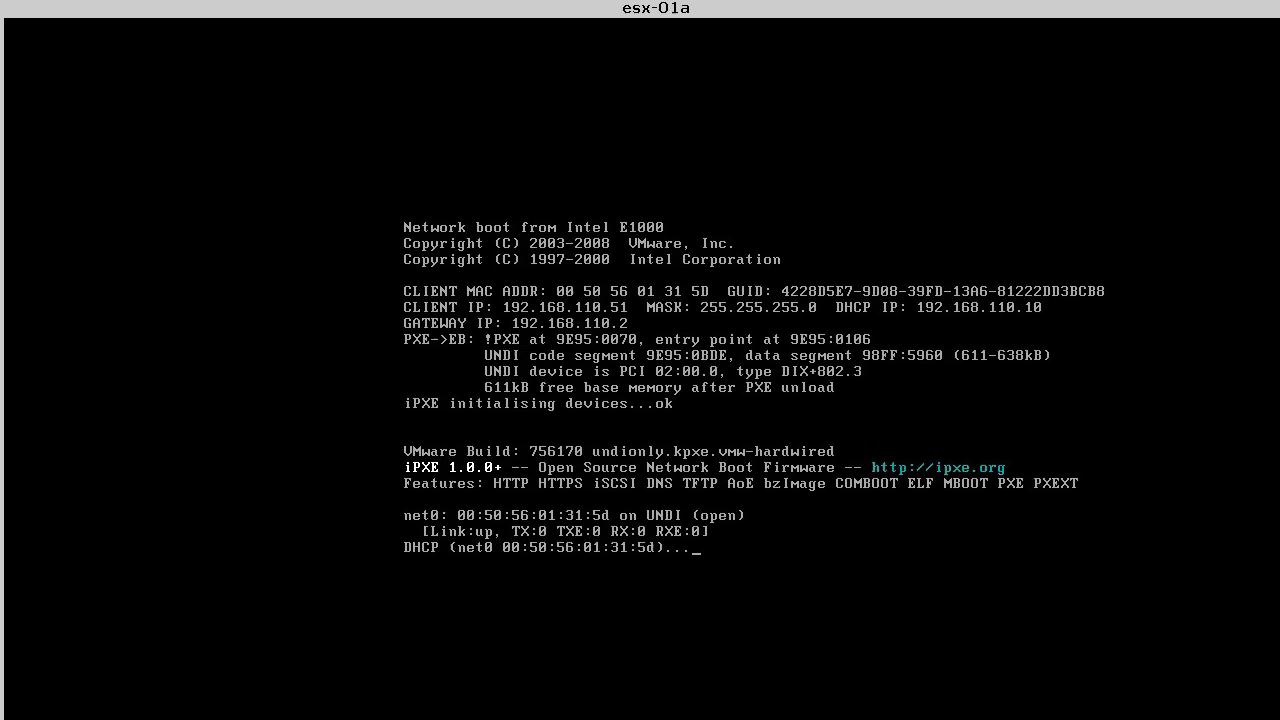 esx-01a
Network boot from Intel E1000
Copyright (C) 2003-2008  VMware, Inc.
Copyright (C) 1997-2000  Intel Corporation
CLIENT MAC ADDR: 00 50 56 01 31 5D  GUID: 4228D5E7-9D08-39FD-13A6-81222DD3BCB8
CLIENT IP: 192.168.110.51  MASK: 255.255.255.0  DHCP IP: 192.168.110.10
GATEWAY IP: 192.168.110.2
PXE->EB: !PXE at 9E95:0070, entry point at 9E95:0106
UNDI code segment 9E95:0BDE, data segment 98FF:5960 (611-638kB)
UNDI device is PCI 02:00.0, type DIX+802.3
611kB free base memory after PXE unload
iPXE initialising devices...ok
VMware Build: 756170 undionly.kpxe.vmw-hardwired
iPXE 1.0.0+ -- Open Source Network Boot Firmware -- http://ipxe.org
Features: HTTP HTTPS iSCSI DNS TFTP AoE bzImage COMBOOT ELF MBOOT PXE PXEXT
net0: 00:50:56:01:31:5d on UNDI (open)
[Link:up, TX:0 TXE:0 RX:0 RXE:0]
DHCP (net0 00:50:56:01:31:5d)..._